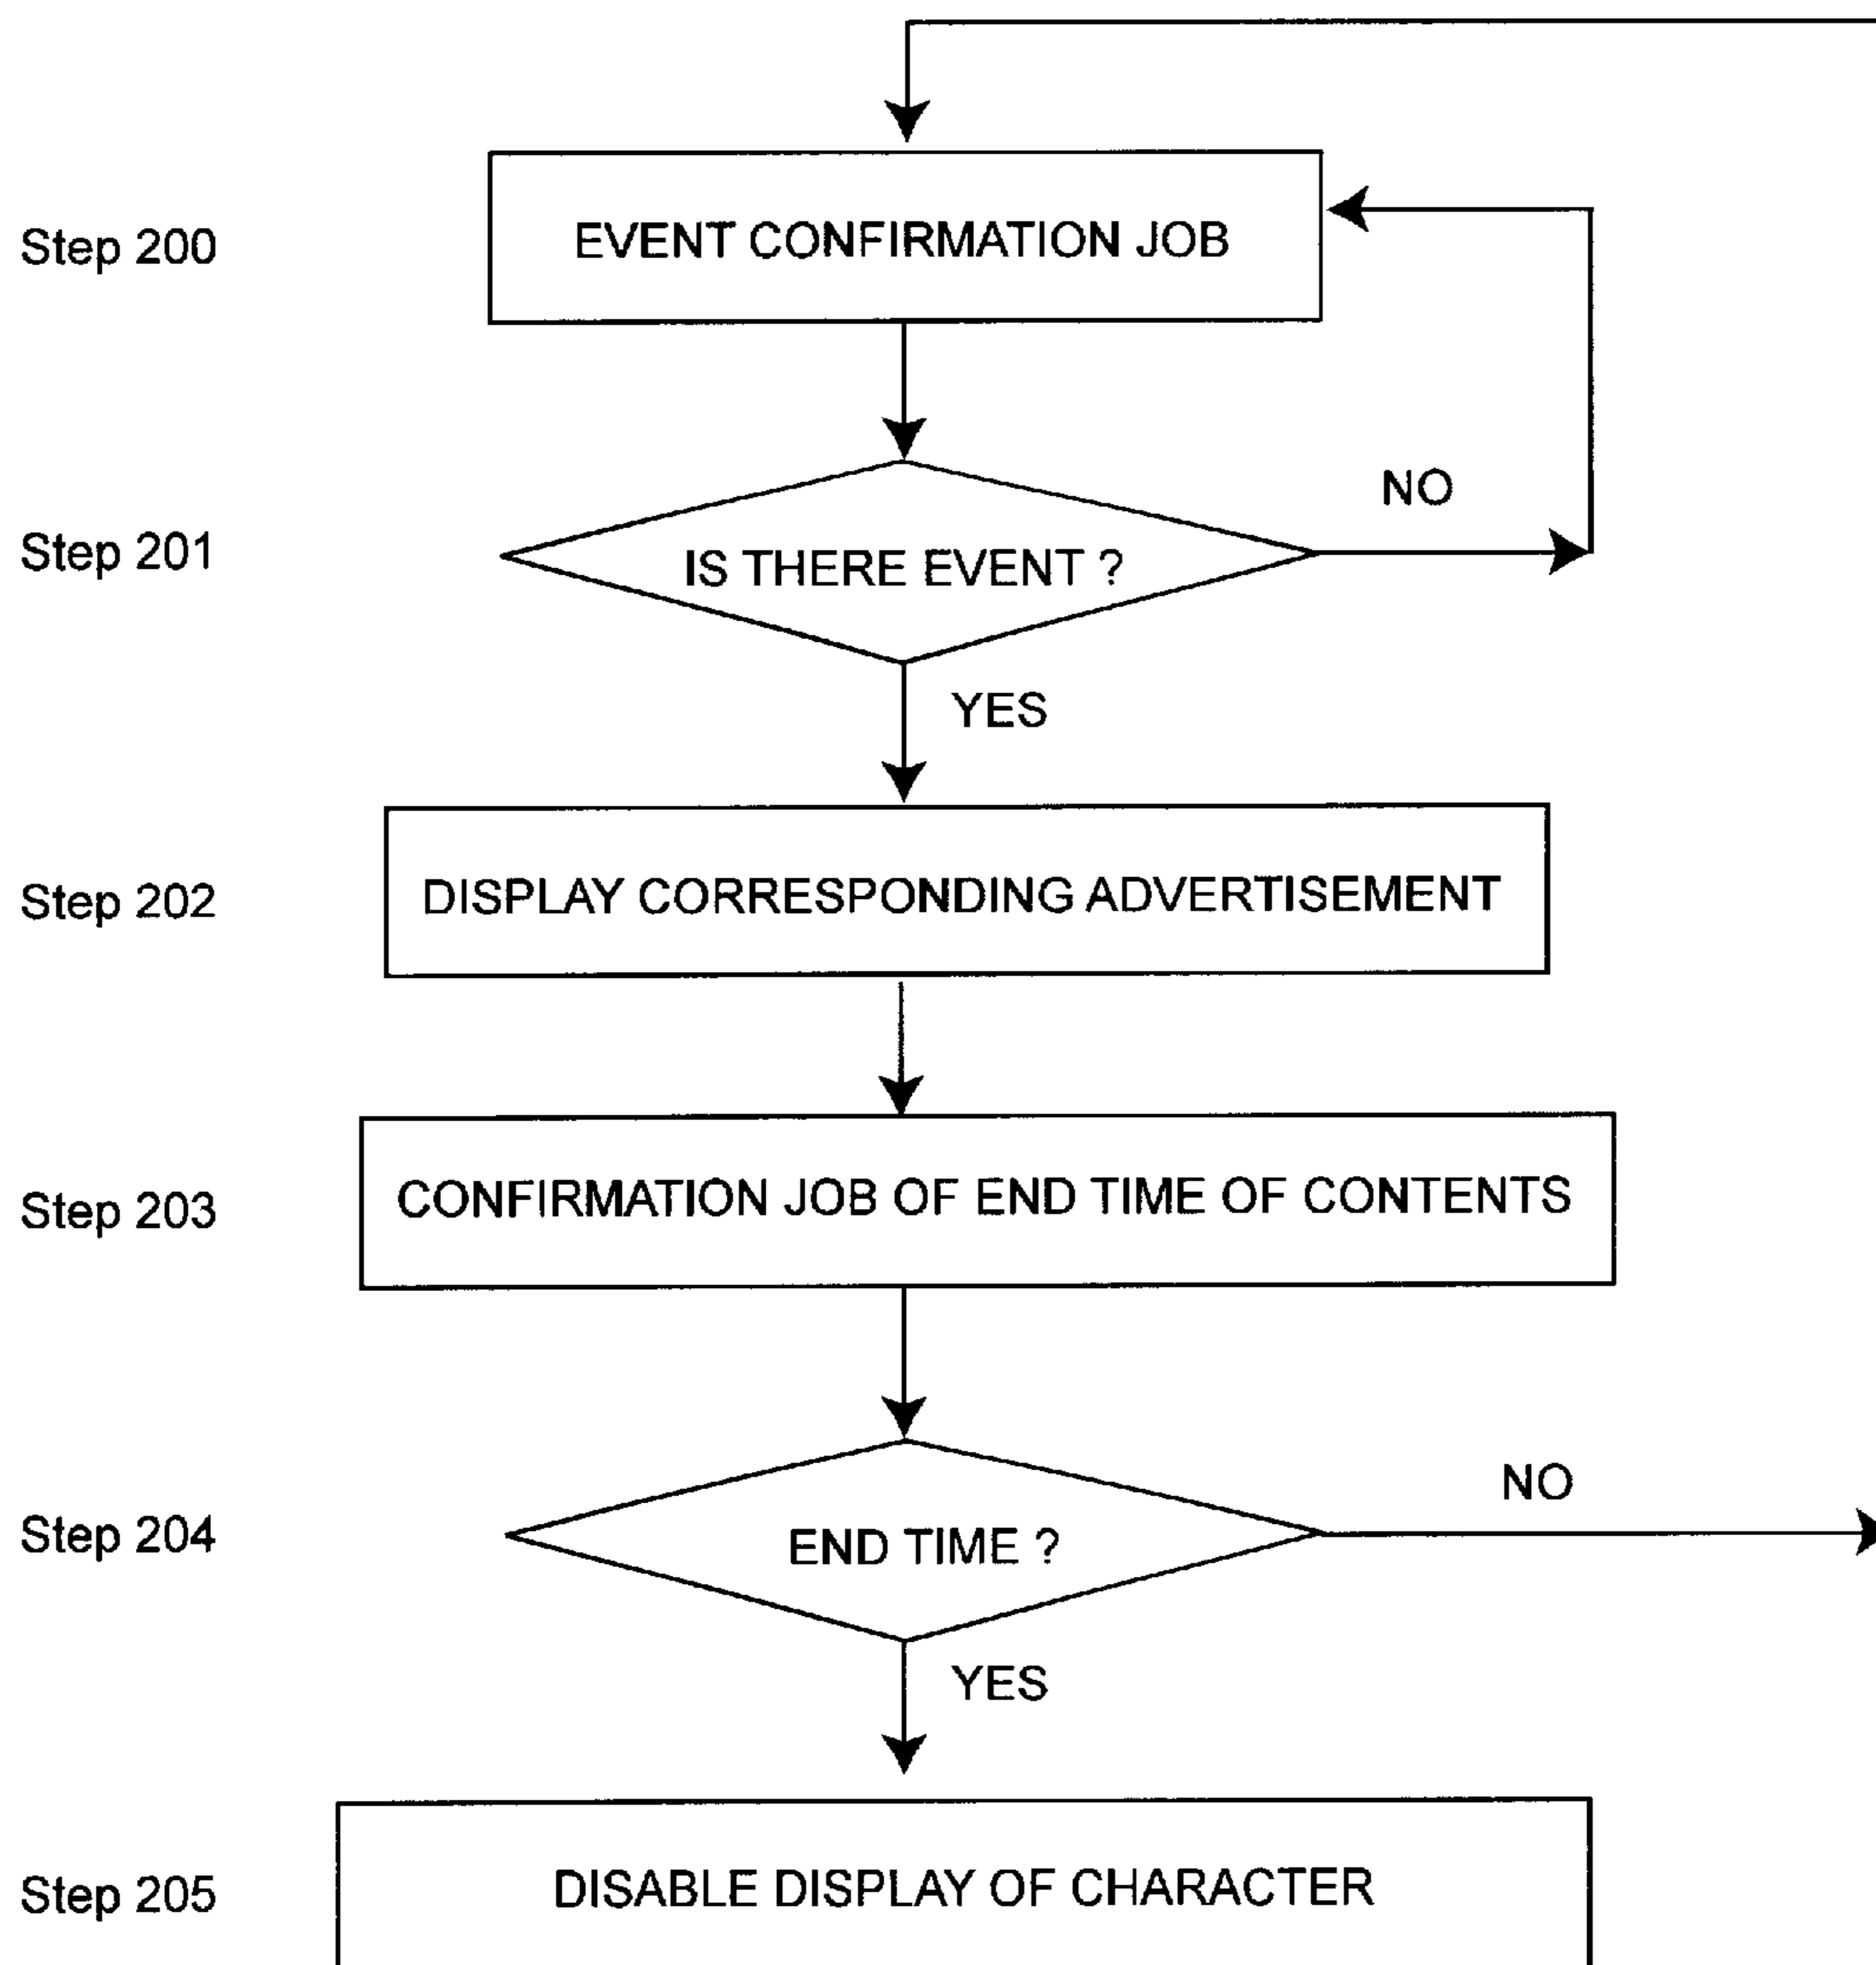 Step 200
EVENT CONFIRMATION JOB
NO
Step 201
IS THERE EVENT ?
YES
Step 202
DISPLAY CORRESPONDING ADVERTISEMENT
Step 203
CONFIRMATION JOB OF END TIME OF CONTENTS
NO
Step 204
END TIME ?
YES
Step 205
DISABLE DISPLAY OF CHARACTER